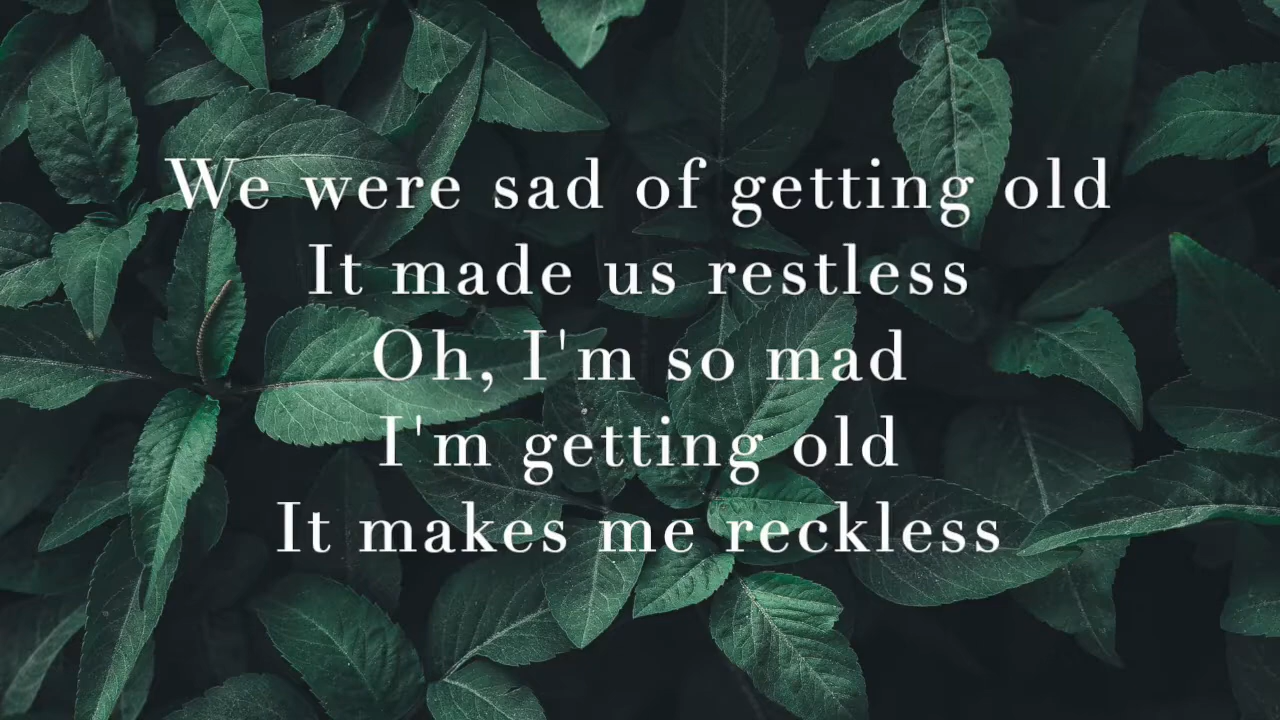 We were sad of getting old
It made us restless
Oh, I'm so mad
I'm getting old
It makes me reckless